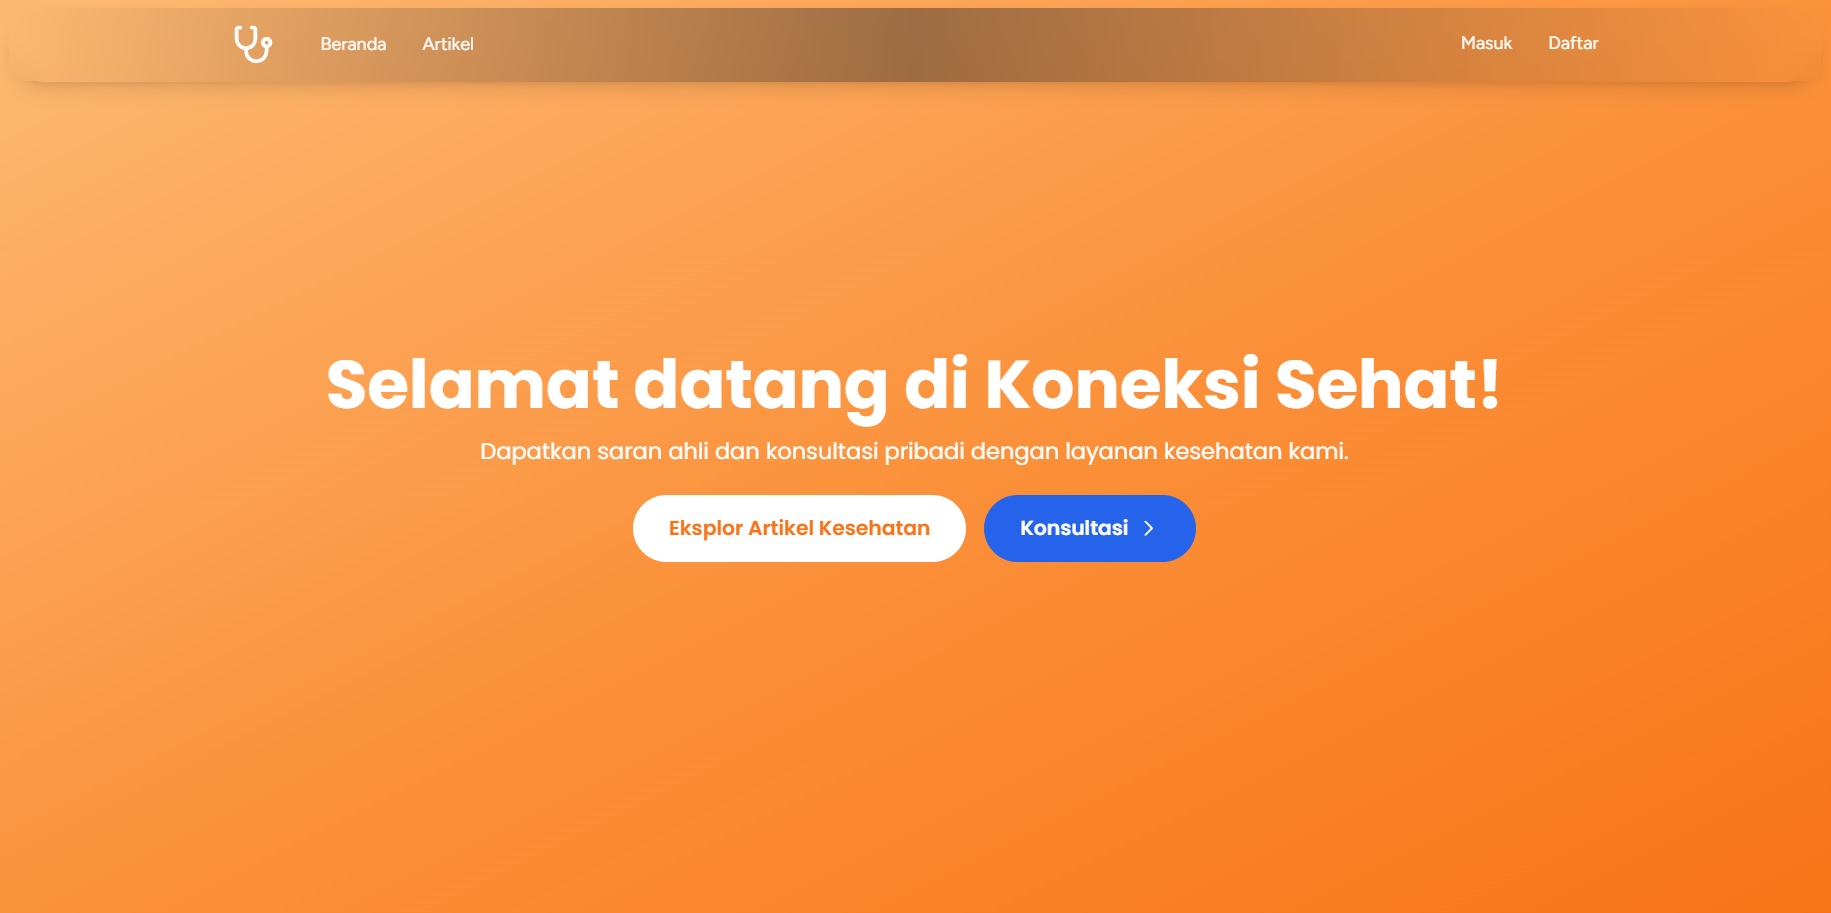 Beranda Artikel Masuk Daftar
Selamat datang di Koneksi Sehat!
Dapatkan saran ahli dan konsultasi pribadi dengan layanan kesehatan kami.
Eksplor Artikel Kesehatan Konsultasi